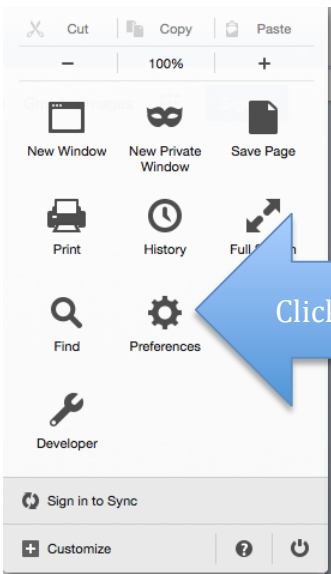 Cut Copy Paste
− 100% +
New Window New Private Save Page
Window
Print History Full
Click
Find Preferences
Developer
Sign in to Sync
Customize